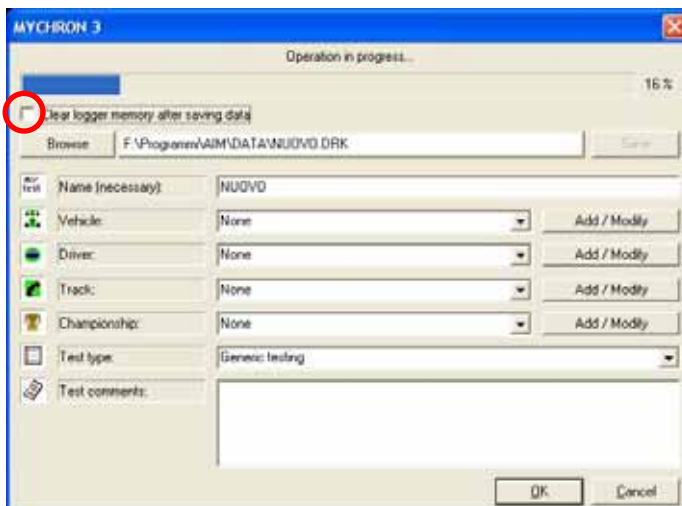 MYCHRON 3
Operation in progress...
16 %
Clear logger memory after saving data
Browse F:\Programmi\AIM\DATA\NUOVO.DRK Save
Name (necessary): NUOVO
Vehicle: None Add / Modify
Driver: None Add / Modify
Track: None Add / Modify
Championship: None Add / Modify
Test type: Generic testing
Test comments:
OK Cancel